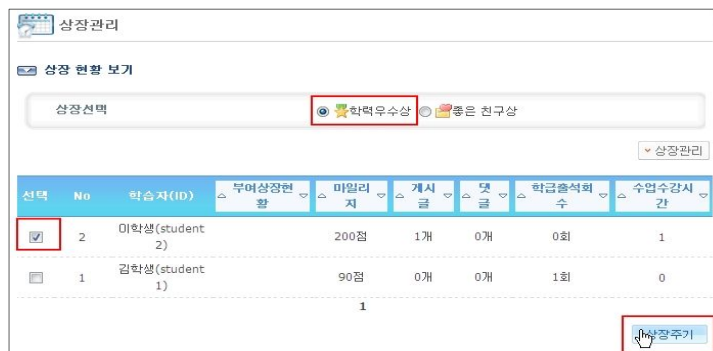 상장관리
상장 현황 보기
상장선택 학력우수상 좋은 친구상
상장관리
선택 No 학습자(ID) 부여상장현황 마일리지 게시글 댓글 학급출석회수 수업수강시간
2 이학생(student2) 200점 1개 0개 0회 1
1 김학생(student1) 90점 0개 0개 1회 0
1
상장주기